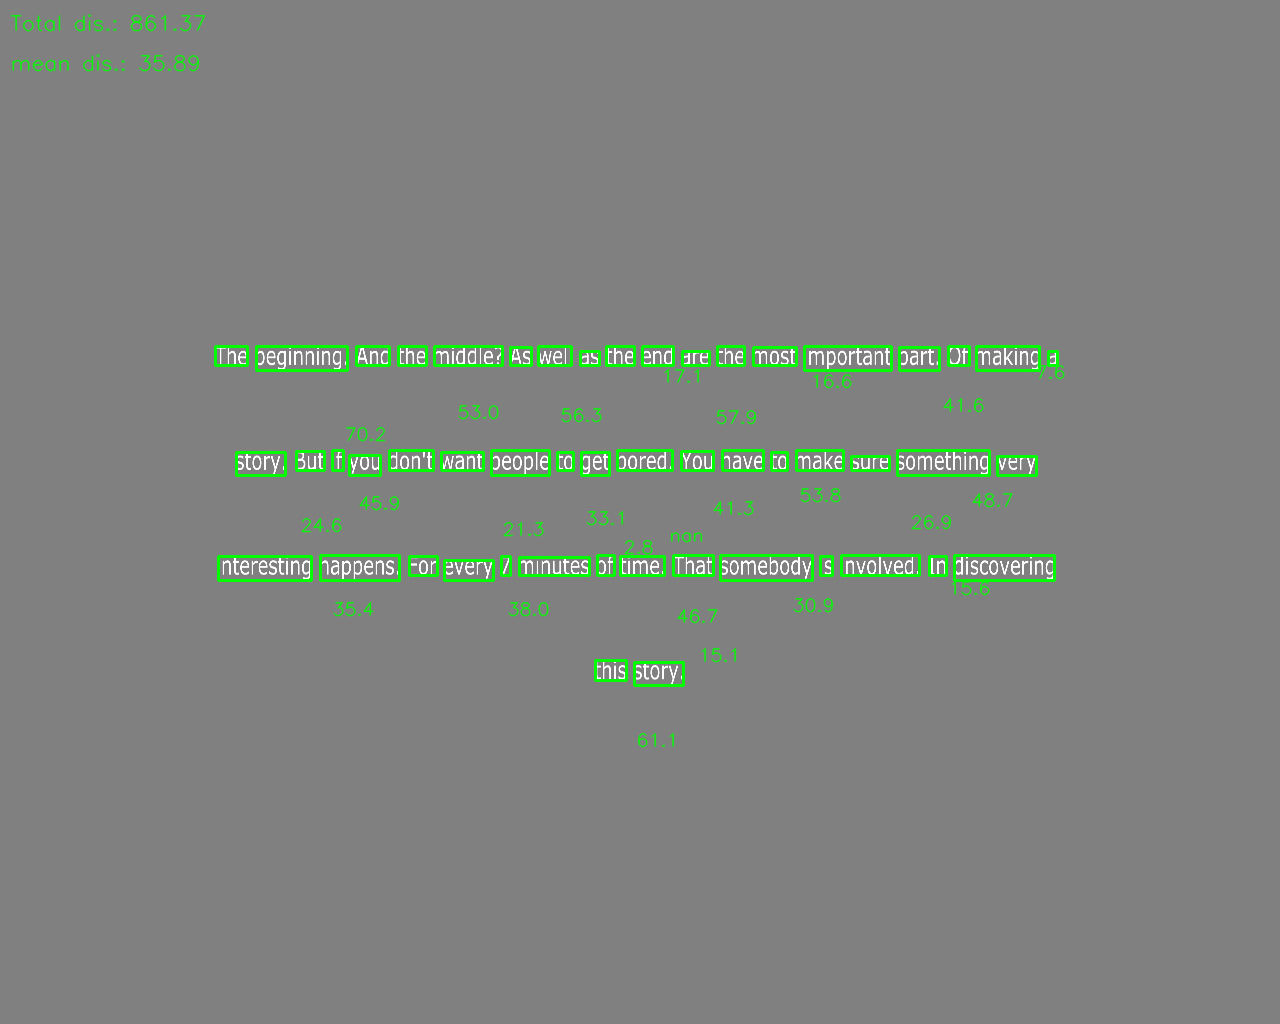 Total dis.: 861.37
mean dis.: 35.89
The beginning. And the middle? As well as the end are the most important part. Of making a
17.1 16.6 7.6
53.0 56.3 57.9 41.6
70.2
story, But if you don't want people to get bored. You have to make sure something very
45.9 41.3 53.8 48.7
24.6 21.3 33.1 26.9
2.8 nan
interesting happens. For every 7 minutes of time. That somebody is involved. In discovering
15.6
35.4 38.0 46.7 30.9
15.1
this story.
61.1